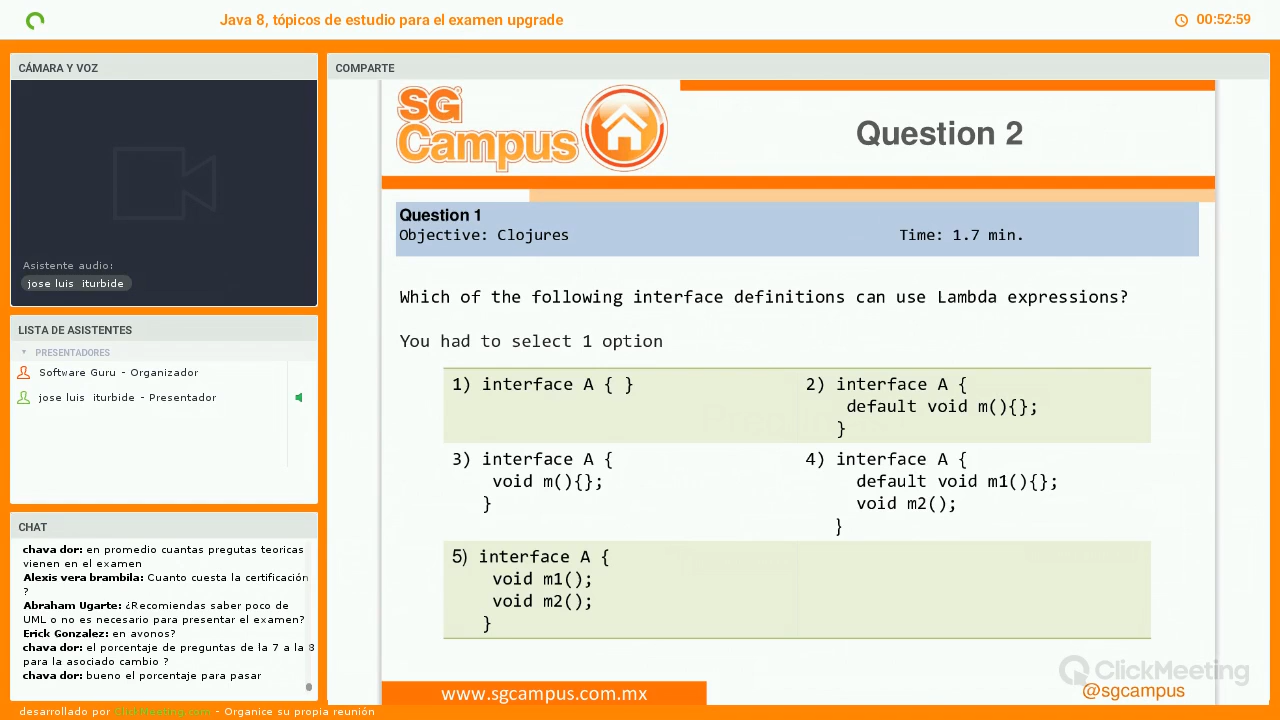 Java 8, tópicos de estudio para el examen upgrade
00:52:59
CÁMARA Y VOZ
Asistente audio:
jose luis iturbide
LISTA DE ASISTENTES
PRESENTADORES
Software Guru - Organizador
jose luis iturbide - Presentador
CHAT
chava dor: en promedio cuantas pregutas teoricas
vienen en el examen
Alexis vera brambila: Cuanto cuesta la certificación
?
Abraham Ugarte: ¿Recomiendas saber poco de
UML o no es necesario para presentar el examen?
Erick Gonzalez: en avonos?
chava dor: el porcentaje de preguntas de la 7 a la 8
para la asociado cambio ?
chava dor: bueno el porcentaje para pasar
desarrollado por ClickMeeting.com - Organice su propia reunión
COMPARTE
SG
Campus
Question 2
Question 1
Objective: Clojures Time: 1.7 min.
Which of the following interface definitions can use Lambda expressions?
You had to select 1 option
1) interface A { }
2) interface A {
default void m(){};
}
3) interface A {
void m(){};
}
4) interface A {
default void m1(){};
void m2();
}
5) interface A {
void m1();
void m2();
}
www.sgcampus.com.mx
ClickMeeting
@sgcampus